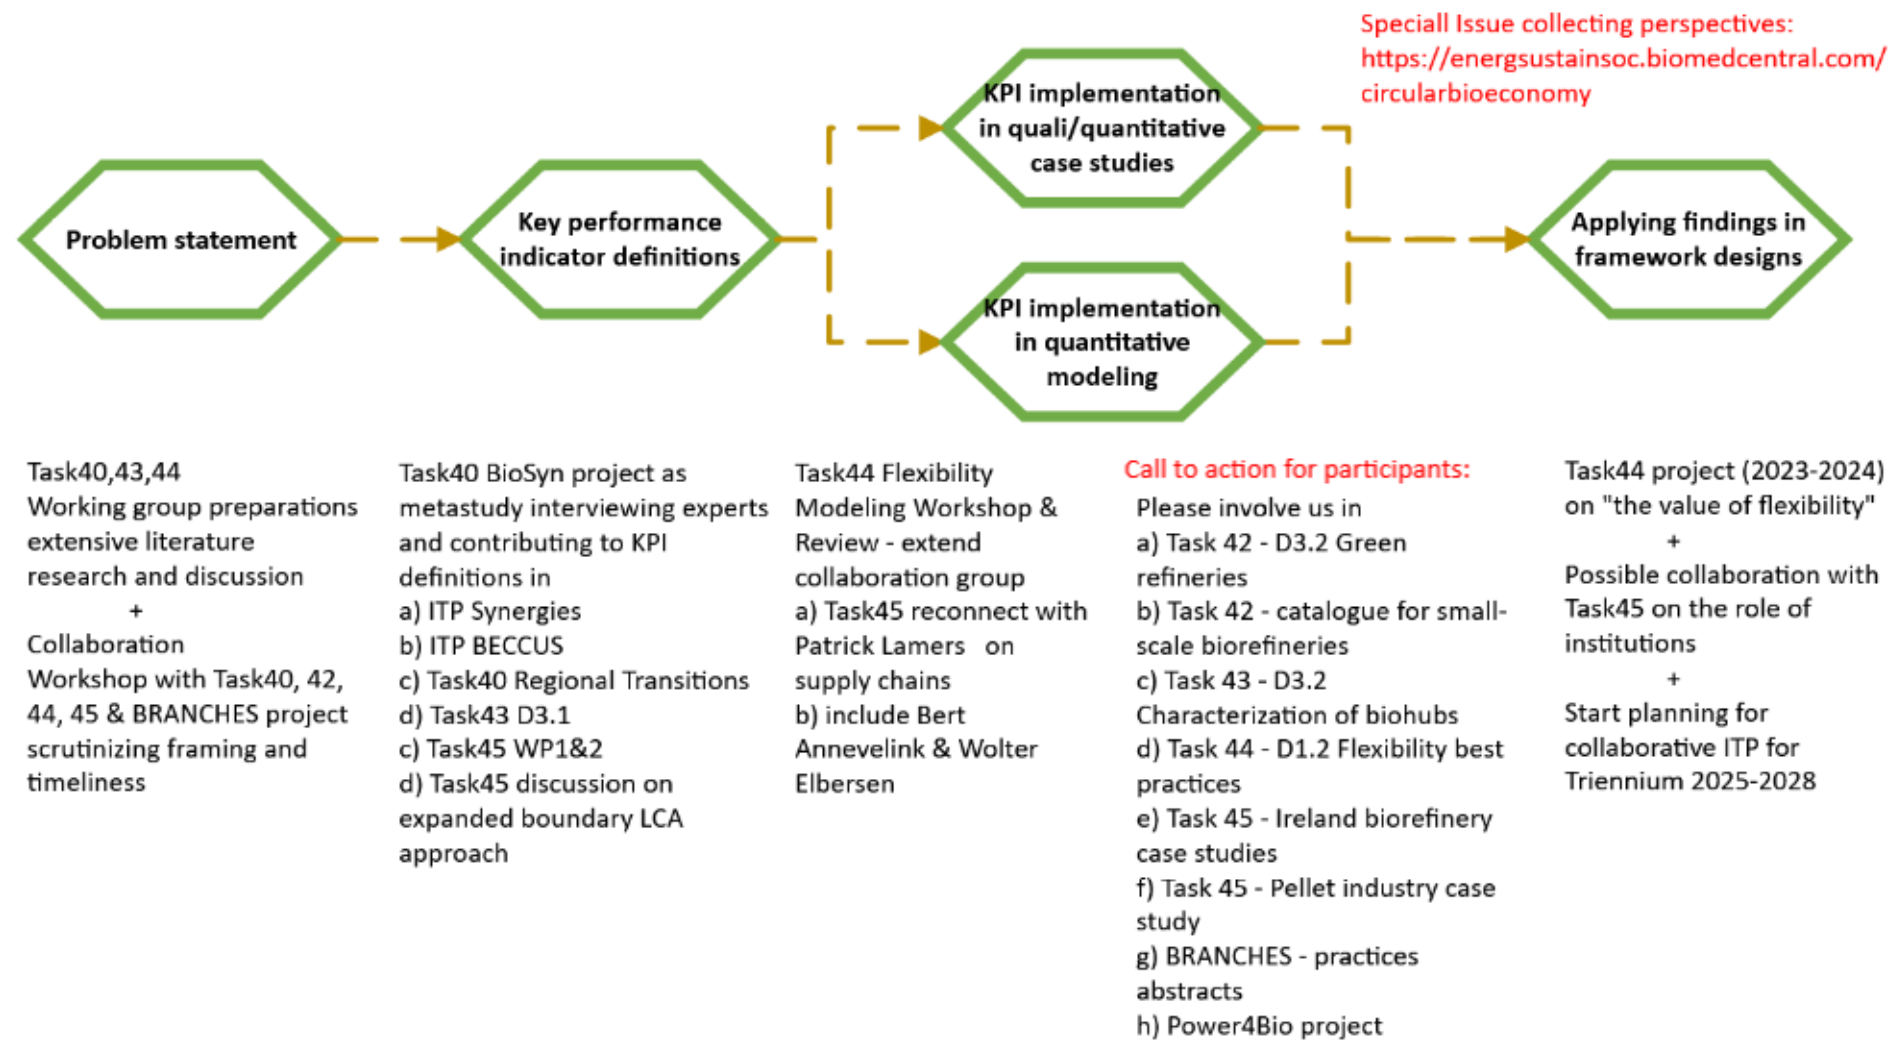 Speciall Issue collecting perspectives:
https://energsustainsoc.biomedcentral.com/
circularbioeconomy
Problem statement
Key performance
indicator definitions
KPI implementation
in quali/quantitative
case studies
KPI implementation
in quantitative
modeling
Applying findings in
framework designs
Task40,43,44
Working group preparations
extensive literature
research and discussion
+
Collaboration
Workshop with Task40, 42,
44, 45 & BRANCHES project
scrutinizing framing and
timeliness
Task40 BioSyn project as
metastudy interviewing experts
and contributing to KPI
definitions in
a) ITP Synergies
b) ITP BECCUS
c) Task40 Regional Transitions
d) Task43 D3.1
c) Task45 WP1&2
d) Task45 discussion on
expanded boundary LCA
approach
Task44 Flexibility
Modeling Workshop &
Review - extend
collaboration group
a) Task45 reconnect with
Patrick Lamers on
supply chains
b) include Bert
Annevelink & Wolter
Elbersen
Call to action for participants:
Please involve us in
a) Task 42 - D3.2 Green
refineries
b) Task 42 - catalogue for small-
scale biorefineries
c) Task 43 - D3.2
Characterization of biohubs
d) Task 44 - D1.2 Flexibility best
practices
e) Task 45 - Ireland biorefinery
case studies
f) Task 45 - Pellet industry case
study
g) BRANCHES - practices
abstracts
h) Power4Bio project
Task44 project (2023-2024)
on "the value of flexibility"
+
Possible collaboration with
Task45 on the role of
institutions
+
Start planning for
collaborative ITP for
Triennium 2025-2028